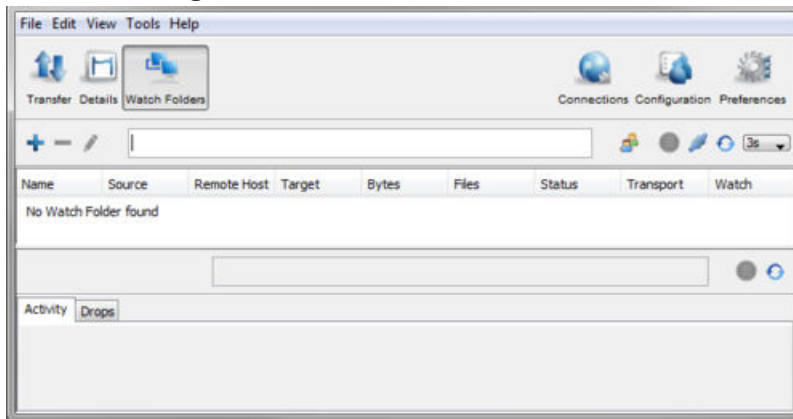 File Edit View Tools Help
Transfer Details Watch Folders Connections Configuration Preferences
3s
Name Source Remote Host Target Bytes Files Status Transport Watch
No Watch Folder found
Activity Drops